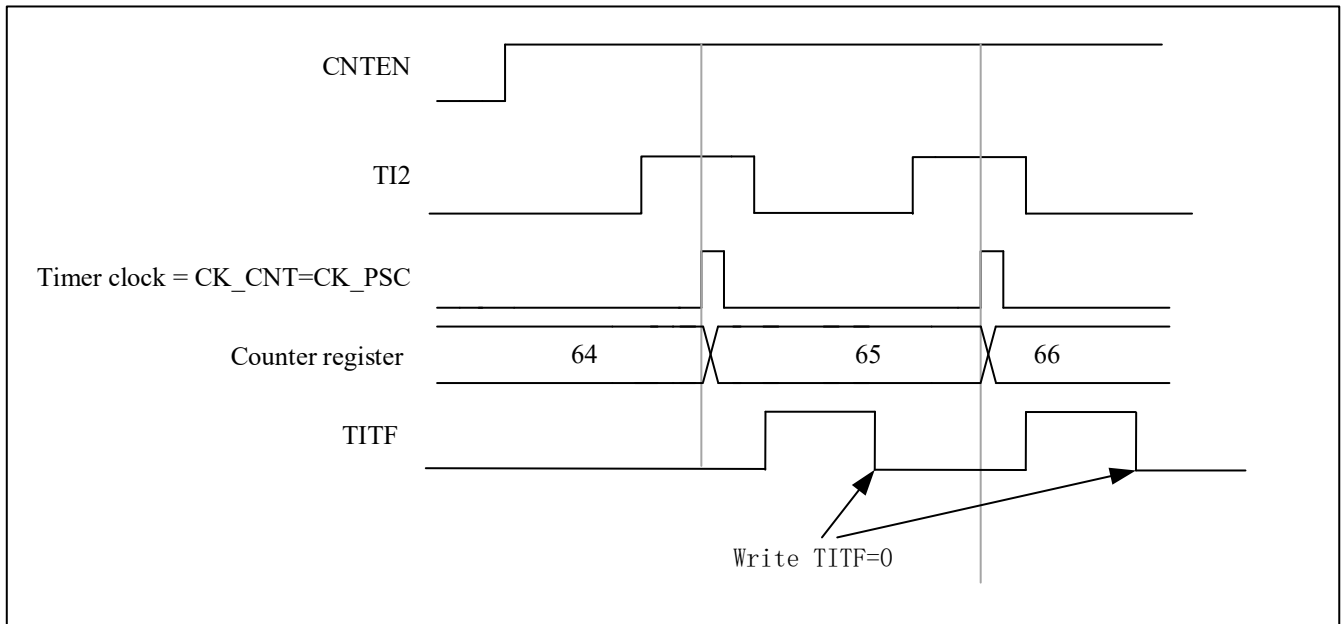 CNTEN
TI2
Timer clock = CK_CNT=CK_PSC
Counter register
64
65
66
TITF
Write TITF=0